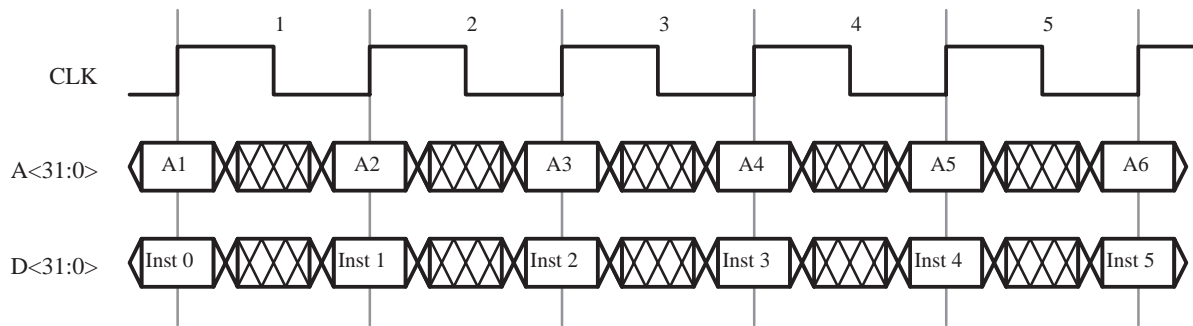 1 2 3 4 5
CLK
A<31:0> A1 A2 A3 A4 A5 A6
D<31:0> Inst 0 Inst 1 Inst 2 Inst 3 Inst 4 Inst 5